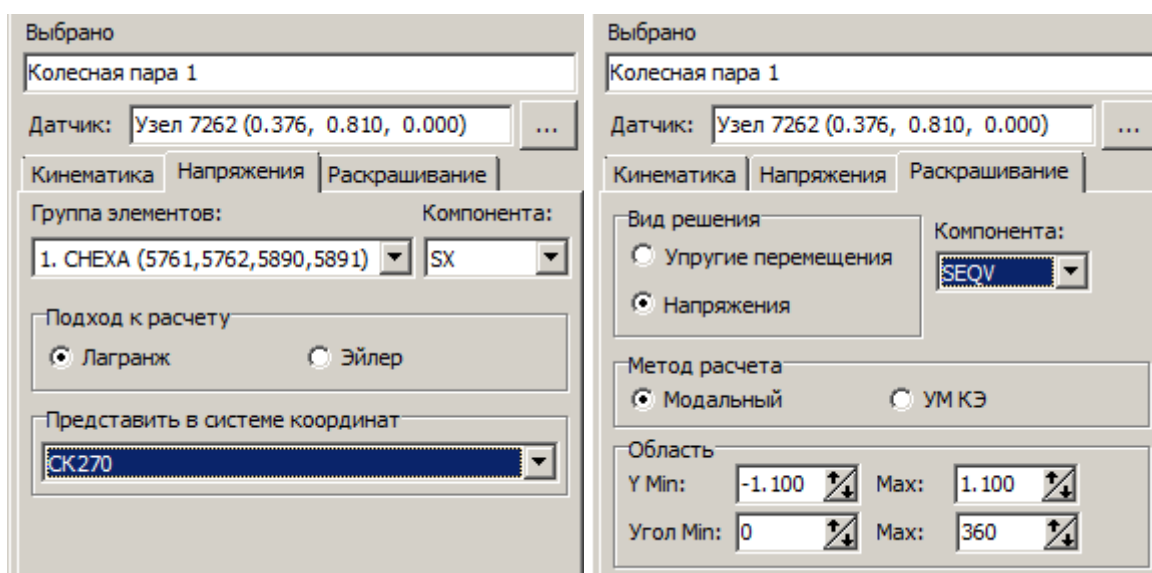 Выбрано
Колесная пара 1
Датчик: Узел 7262 (0.376, 0.810, 0.000) ...
Кинематика Напряжения Раскрашивание
Группа элементов: Компонента:
1. CHEXA (5761,5762,5890,5891) SX
Подход к расчету
Лагранж Эйлер
Представить в системе координат
СК270
Выбрано
Колесная пара 1
Датчик: Узел 7262 (0.376, 0.810, 0.000) ...
Кинематика Напряжения Раскрашивание
Вид решения
Компонента:
Упругие перемещения
SEQV
Напряжения
Метод расчета
Модальный УМ КЭ
Область
Y Min: -1.100 Max: 1.100
Угол Min: 0 Max: 360